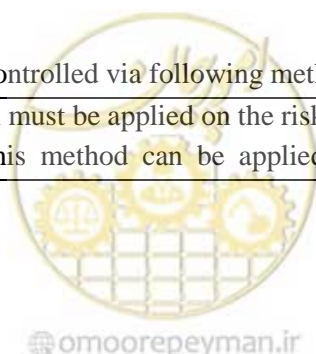 ontrolled via following meth
must be applied on the risk
his method can be applied
omoorepeyman.ir